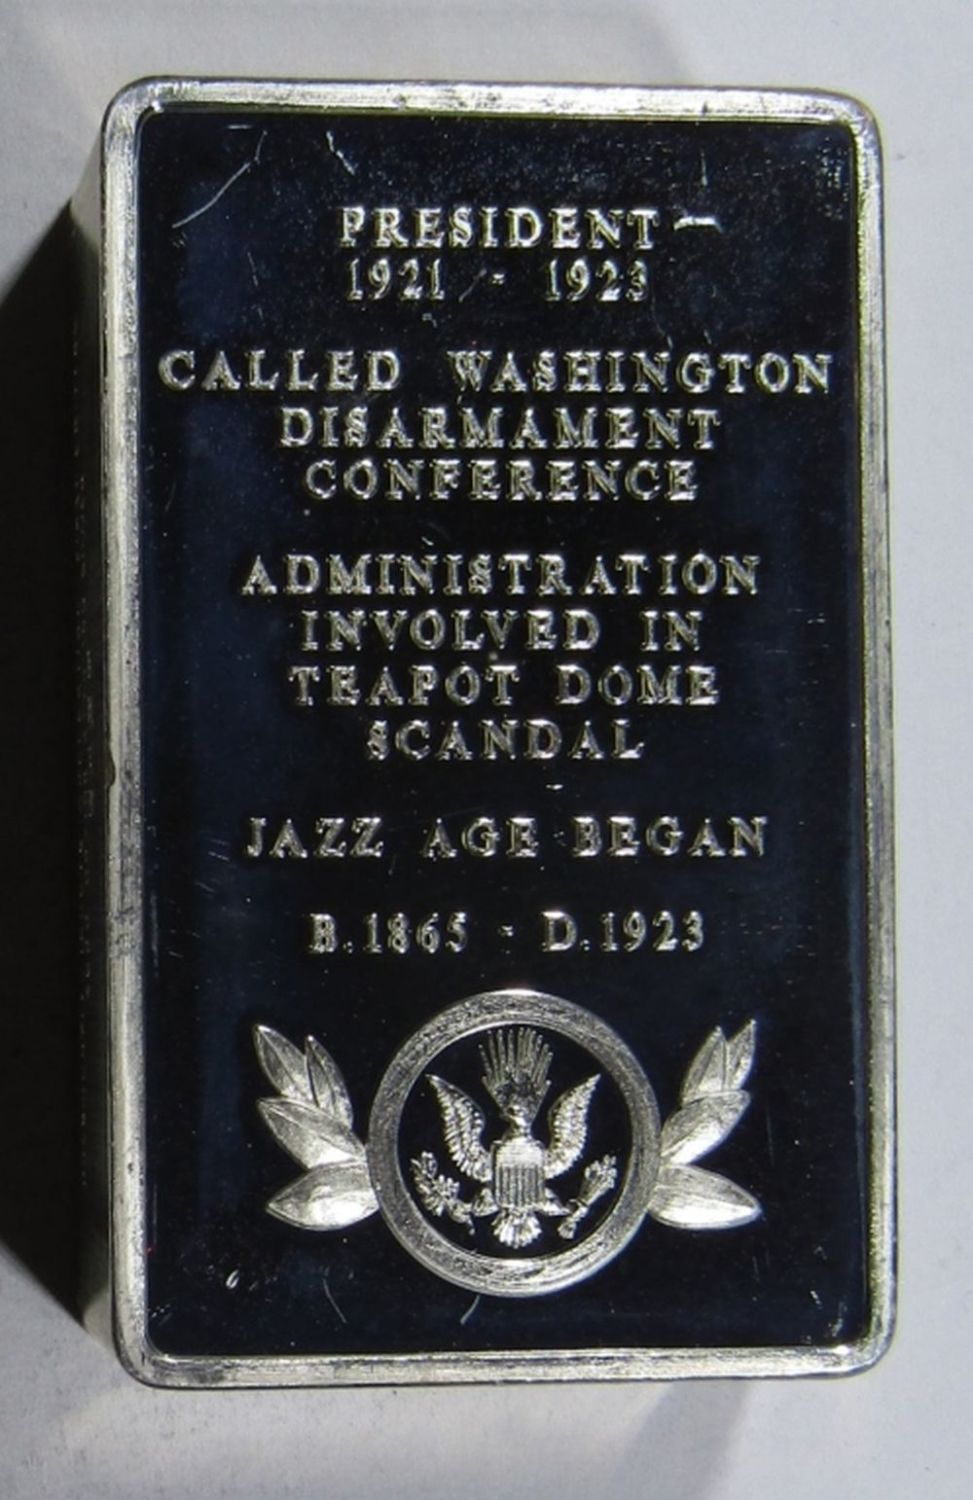 PRESIDENT
1921 - 1923
CALLED WASHINGTON
DISARMAMENT
CONFERENCE
ADMINISTRATION
INVOLVED IN
TEAPOT DOME
SCANDAL
JAZZ AGE BEGAN
B.1865 - D.1923